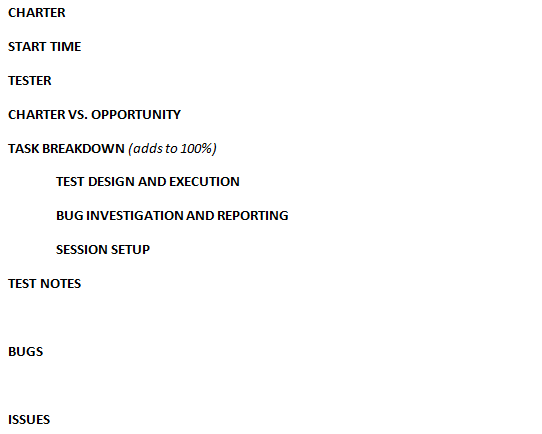 CHARTER
START TIME
TESTER
CHARTER VS. OPPORTUNITY
TASK BREAKDOWN (adds to 100%)
TEST DESIGN AND EXECUTION
BUG INVESTIGATION AND REPORTING
SESSION SETUP
TEST NOTES
BUGS
ISSUES